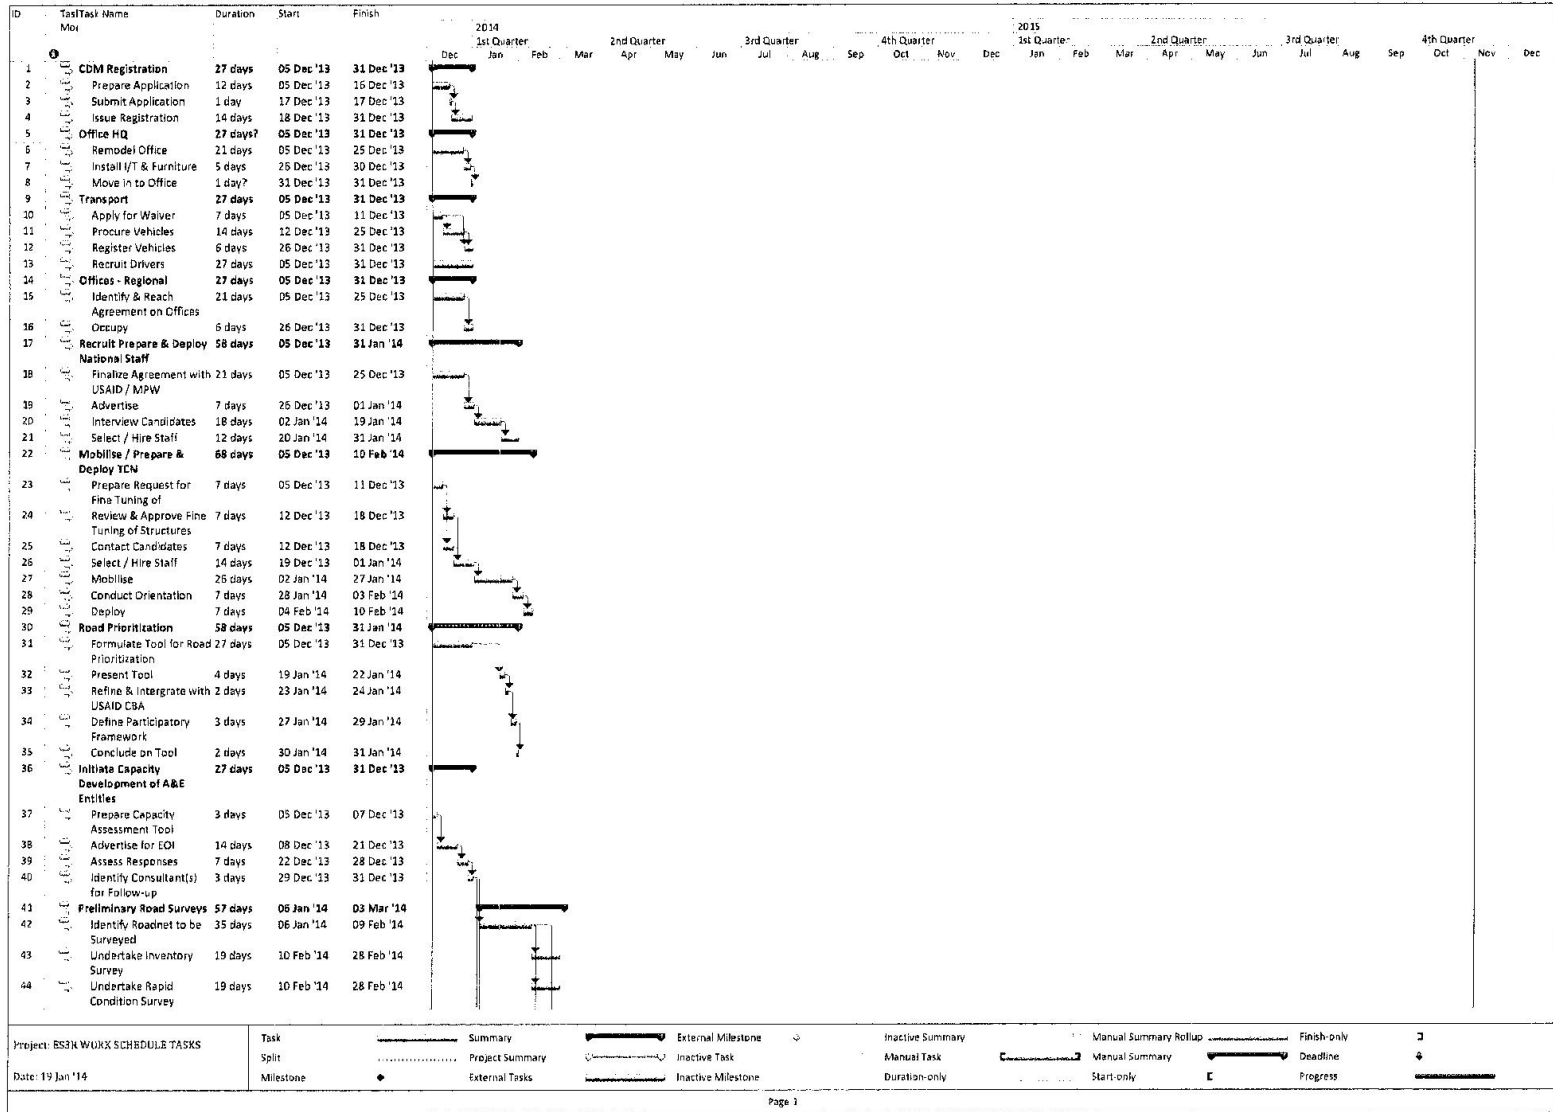 ID Task Name Duration Start Finish
2014 2015
1st Quarter 2nd Quarter 3rd Quarter 4th Quarter 1st Quarter 2nd Quarter 3rd Quarter 4th Quarter
Dec Jan Feb Mar Apr May Jun Jul Aug Sep Oct Nov Dec Jan Feb Mar Apr May Jun Jul Aug Sep Oct Nov Dec
1 CDM Registration 27 days 05 Dec '13 31 Dec '13
2 Prepare Application 12 days 05 Dec '13 16 Dec '13
3 Submit Application 1 day 17 Dec '13 17 Dec '13
4 Issue Registration 14 days 18 Dec '13 31 Dec '13
5 Office HQ 27 days? 05 Dec '13 31 Dec '13
6 Remodel Office 21 days 05 Dec '13 25 Dec '13
7 Install I/T & Furniture 5 days 26 Dec '13 30 Dec '13
8 Move in to Office 1 day? 31 Dec '13 31 Dec '13
9 Transport 27 days 05 Dec '13 31 Dec '13
10 Apply for Waiver 7 days 05 Dec '13 11 Dec '13
11 Procure Vehicles 14 days 12 Dec '13 25 Dec '13
12 Register Vehicles 6 days 26 Dec '13 31 Dec '13
13 Recruit Drivers 27 days 05 Dec '13 31 Dec '13
14 Offices - Regional 27 days 05 Dec '13 31 Dec '13
15 Identify & Reach 21 days 05 Dec '13 25 Dec '13
Agreement on Offices
16 Occupy 6 days 26 Dec '13 31 Dec '13
17 Recruit Prepare & Deploy 58 days 05 Dec '13 31 Jan '14
National Staff
18 Finalize Agreement with 21 days 05 Dec '13 25 Dec '13
USAID / MPW
19 Advertise 7 days 26 Dec '13 01 Jan '14
20 Interview Candidates 18 days 02 Jan '14 19 Jan '14
21 Select / Hire Staff 12 days 20 Jan '14 31 Jan '14
22 Mobilise / Prepare & 68 days 05 Dec '13 10 Feb '14
Deploy TCN
23 Prepare Request for 7 days 05 Dec '13 11 Dec '13
Fine Tuning of
24 Review & Approve Fine 7 days 12 Dec '13 18 Dec '13
Tuning of Structures
25 Contact Candidates 7 days 12 Dec '13 18 Dec '13
26 Select / Hire Staff 14 days 19 Dec '13 01 Jan '14
27 Mobilise 26 days 02 Jan '14 27 Jan '14
28 Conduct Orientation 7 days 28 Jan '14 03 Feb '14
29 Deploy 7 days 04 Feb '14 10 Feb '14
30 Road Prioritization 58 days 05 Dec '13 31 Jan '14
31 Formulate Tool for Road 27 days 05 Dec '13 31 Dec '13
Prioritization
32 Present Tool 4 days 19 Jan '14 22 Jan '14
33 Refine & Intergrate with 2 days 23 Jan '14 24 Jan '14
USAID CBA
34 Define Participatory 3 days 27 Jan '14 29 Jan '14
Framework
35 Conclude on Tool 2 days 30 Jan '14 31 Jan '14
36 Initiate Capacity 27 days 05 Dec '13 31 Dec '13
Development of A&E
Entities
37 Prepare Capacity 3 days 05 Dec '13 07 Dec '13
Assessment Tool
38 Advertise for EOI 14 days 08 Dec '13 21 Dec '13
39 Assess Responses 7 days 22 Dec '13 28 Dec '13
40 Identify Consultant(s) 3 days 29 Dec '13 31 Dec '13
for Follow-up
41 Preliminary Road Surveys 57 days 06 Jan '14 03 Mar '14
42 Identify Roadnet to be 35 days 06 Jan '14 09 Feb '14
Surveyed
43 Undertake Inventory 19 days 10 Feb '14 28 Feb '14
Survey
44 Undertake Rapid 19 days 10 Feb '14 28 Feb '14
Condition Survey
Project: WORX SCHEDULE TASKS
Date: 19 Jan '14
Task Summary External Milestone Inactive Summary Manual Summary Rollup Finish-only
Split Project Summary Inactive Task Manual Task Manual Summary Deadline
Milestone External Tasks Inactive Milestone Duration-only Start-only Progress
Page 1